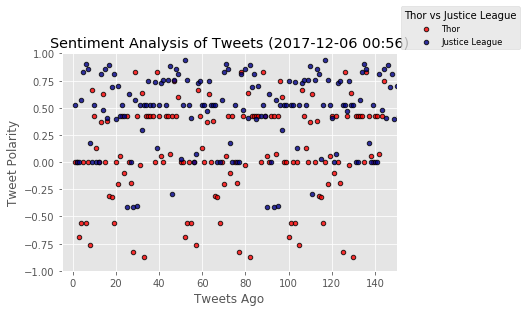 Thor vs Justice League
Thor
Justice League
Sentiment Analysis of Tweets (2017-12-06 00:56)
1.00
0.75
0.50
0.25
0.00
−0.25
−0.50
−0.75
−1.00
Tweet Polarity
0 20 40 60 80 100 120 140
Tweets Ago